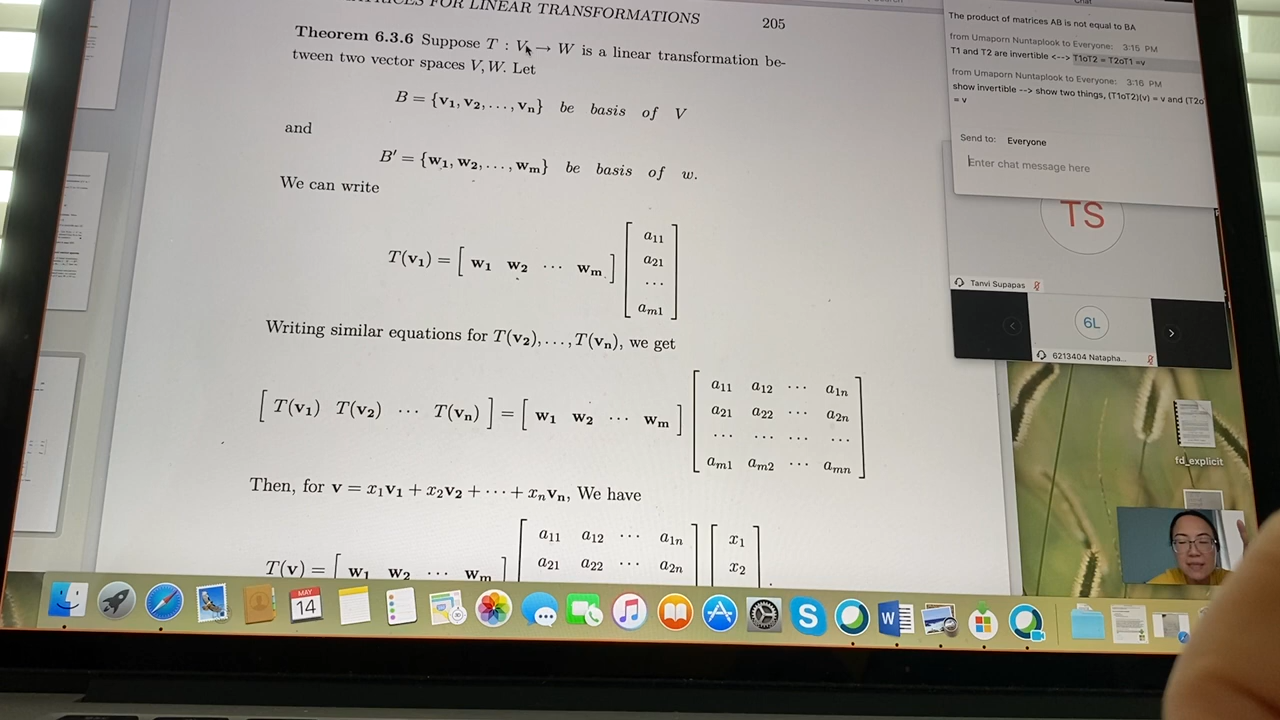 FOR LINEAR TRANSFORMATIONS 205
Theorem 6.3.6 Suppose T : V → W is a linear transformation be-
tween two vector spaces V, W. Let
B = {v1, v2, . . . , vn} be basis of V
and
B′ = {w1, w2, . . . , wm} be basis of w.
We can write
T(v1) = [ w1 w2 ⋯ wm ] [ a11
a21
⋯
am1 ]
Writing similar equations for T(v2), . . . , T(vn), we get
[ T(v1) T(v2) ⋯ T(vn) ] = [ w1 w2 ⋯ wm ] [ a11 a12 ⋯ a1n
a21 a22 ⋯ a2n
⋯ ⋯ ⋯ ⋯
am1 am2 ⋯ amn ]
Then, for v = x1v1 + x2v2 + ⋯ + xnvn, We have
T(v) = [ w1 w2 ⋯ wm ] [ a11 a12 ⋯ a1n
a21 a22 ⋯ a2n ] [ x1
x2 ] .
Chat
The product of matrices AB is not equal to BA
from Umaporn Nuntaplook to Everyone: 3:15 PM
T1 and T2 are invertible <--> T1oT2 = T2oT1 =v
from Umaporn Nuntaplook to Everyone: 3:16 PM
show invertible --> show two things, (T1oT2)(v) = v and (T2o
= v
Send to: Everyone
Enter chat message here
TS
Tanvi Supapas
6L
6213404 Natapha...
fd_explicit
MAY
14